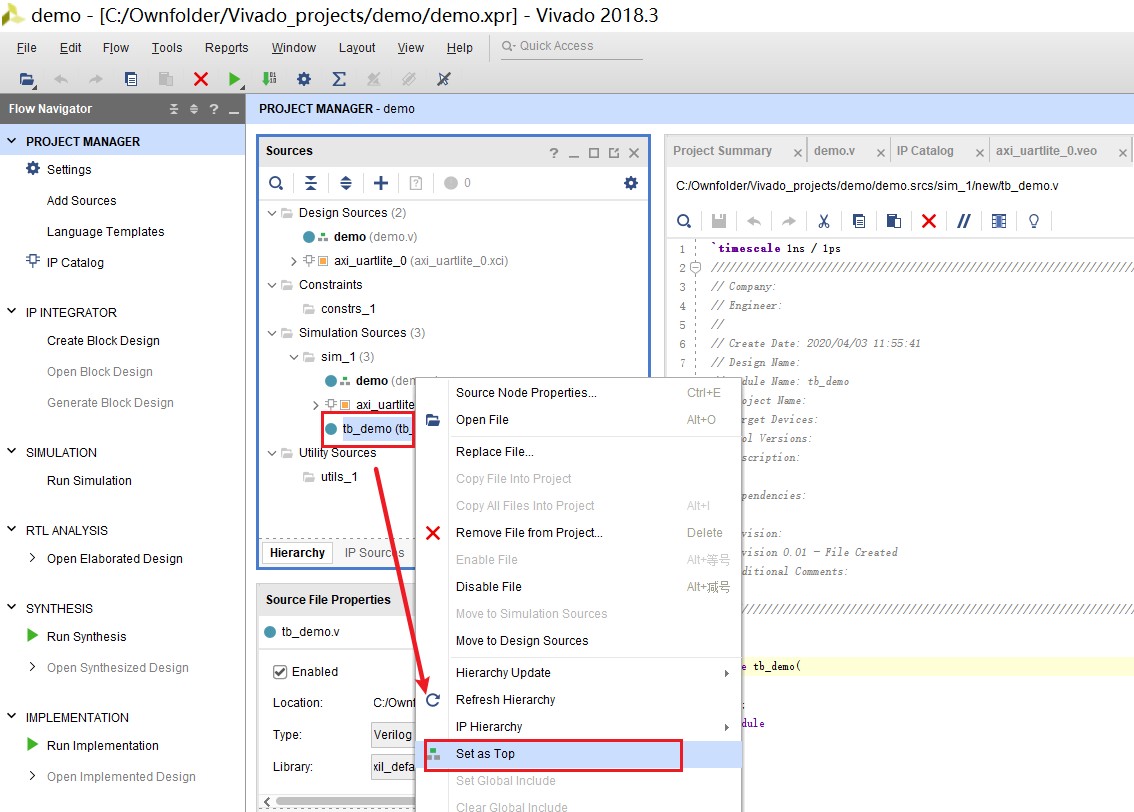 demo - [C:/Ownfolder/Vivado_projects/demo/demo.xpr] - Vivado 2018.3
File Edit Flow Tools Reports Window Layout View Help Quick Access
Flow Navigator
PROJECT MANAGER
Settings
Add Sources
Language Templates
IP Catalog
IP INTEGRATOR
Create Block Design
Open Block Design
Generate Block Design
SIMULATION
Run Simulation
RTL ANALYSIS
Open Elaborated Design
SYNTHESIS
Run Synthesis
Open Synthesized Design
IMPLEMENTATION
Run Implementation
Open Implemented Design
PROJECT MANAGER - demo
Sources
0
Design Sources (2)
demo (demo.v)
axi_uartlite_0 (axi_uartlite_0.xci)
Constraints
constrs_1
Simulation Sources (3)
sim_1 (3)
demo
axi_uartlite
tb_demo (tb_
Utility Sources
utils_1
Hierarchy IP Sources
Source File Properties
tb_demo.v
Enabled
Location: C:/Ownf
Type: Verilog
Library: xil_defa
Source Node Properties... Ctrl+E
Open File Alt+O
Replace File...
Copy File Into Project
Copy All Files Into Project Alt+I
Remove File from Project... Delete
Enable File Alt+等号
Disable File Alt+减号
Move to Simulation Sources
Move to Design Sources
Hierarchy Update
Refresh Hierarchy
IP Hierarchy
Set as Top
Set Global Include
Clear Global Include
Project Summary demo.v IP Catalog axi_uartlite_0.veo
C:/Ownfolder/Vivado_projects/demo/demo.srcs/sim_1/new/tb_demo.v
1 `timescale 1ns / 1ps
2 //////////////////////////////////////////////////////////////////////
3 // Company:
4 // Engineer:
5 //
6 // Create Date: 2020/04/03 11:55:41
7 // Design Name:
dule Name: tb_demo
oject Name:
rget Devices:
ol Versions:
scription:
pendencies:
vision:
vision 0.01 - File Created
ditional Comments:
//////////////////////////////////////////////////////////////////////
e tb_demo(
;
dule